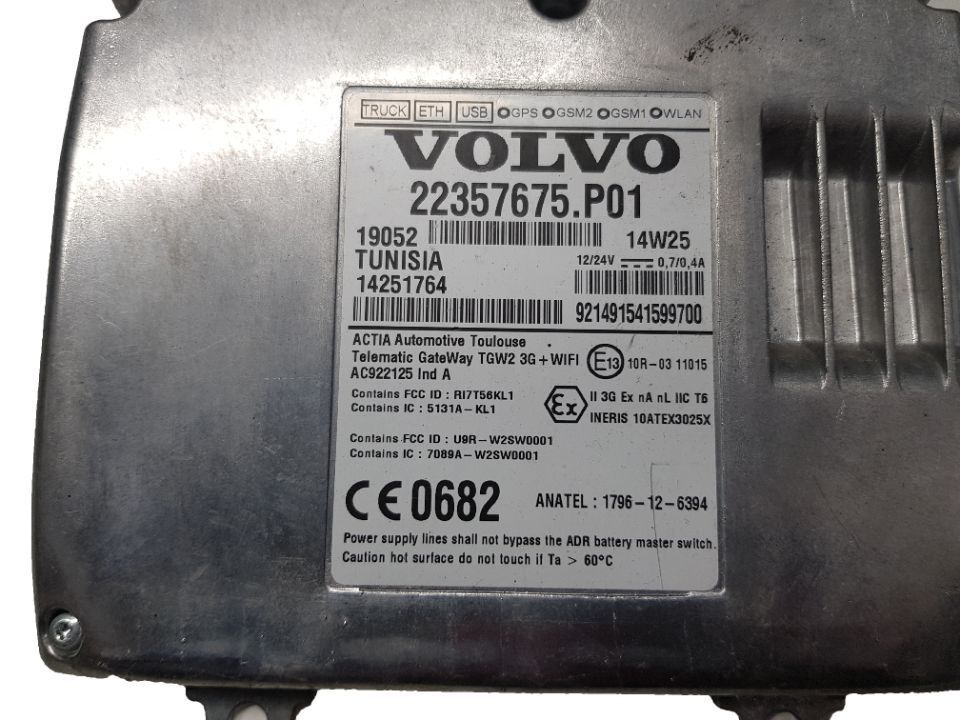 TRUCK ETH USB GPS GSM2 GSM1 WLAN
VOLVO
22357675.P01
19052 14W25
TUNISIA 12/24V 0,7/0,4A
14251764
921491541599700
ACTIA Automotive Toulouse
Telematic GateWay TGW2 3G+WIFI E13 10R-03 11015
AC922125 Ind A
Contains FCC ID : RI7T56KL1 Ex II 3G Ex nA nL IIC T6
Contains IC : 5131A-KL1 INERIS 10ATEX3025X
Contains FCC ID : U9R-W2SW0001
Contains IC : 7089A-W2SW0001
CE0682 ANATEL : 1796-12-6394
Power supply lines shall not bypass the ADR battery master switch.
Caution hot surface do not touch if Ta > 60°C